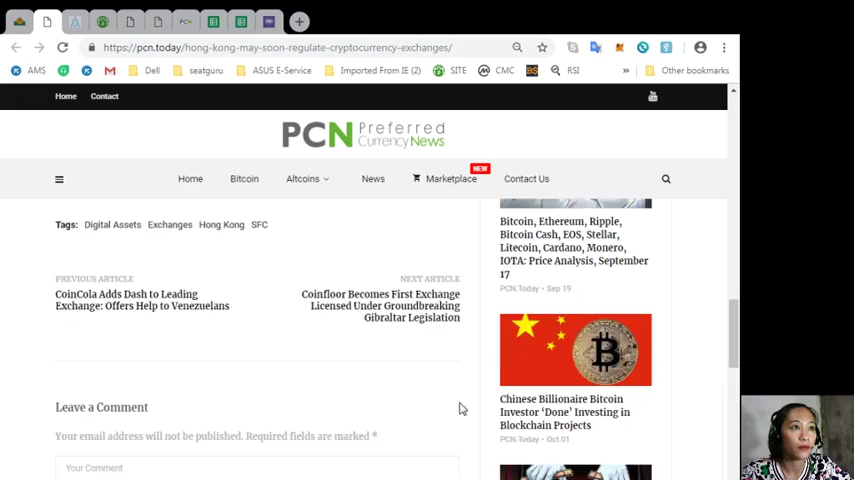 PCN
https://pcn.today/hong-kong-may-soon-regulate-cryptocurrency-exchanges/
AMS
Dell
seatguru
ASUS E-Service
Imported From IE (2)
SITE
CMC
RSI
»
Other bookmarks
Home
Contact
PCN Preferred
Currency News
Home
Bitcoin
Altcoins
News
Marketplace
NEW
Contact Us
Tags: Digital Assets Exchanges Hong Kong SFC
PREVIOUS ARTICLE
CoinCola Adds Dash to Leading
Exchange: Offers Help to Venezuelans
NEXT ARTICLE
Coinfloor Becomes First Exchange
Licensed Under Groundbreaking
Gibraltar Legislation
Leave a Comment
Your email address will not be published. Required fields are marked *
Your Comment
Bitcoin, Ethereum, Ripple,
Bitcoin Cash, EOS, Stellar,
Litecoin, Cardano, Monero,
IOTA: Price Analysis, September
17
PCN.Today • Sep 19
Chinese Billionaire Bitcoin
Investor ‘Done’ Investing in
Blockchain Projects
PCN.Today • Oct 01